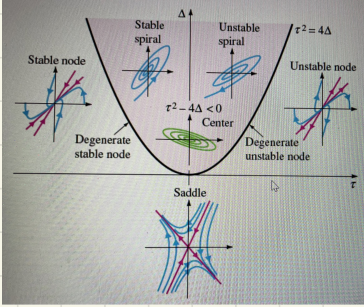 Δ
Stable
spiral
Unstable
spiral
τ² = 4Δ
Stable node
Unstable node
τ² − 4Δ < 0
Center
Degenerate
stable node
Degenerate
unstable node
τ
Saddle